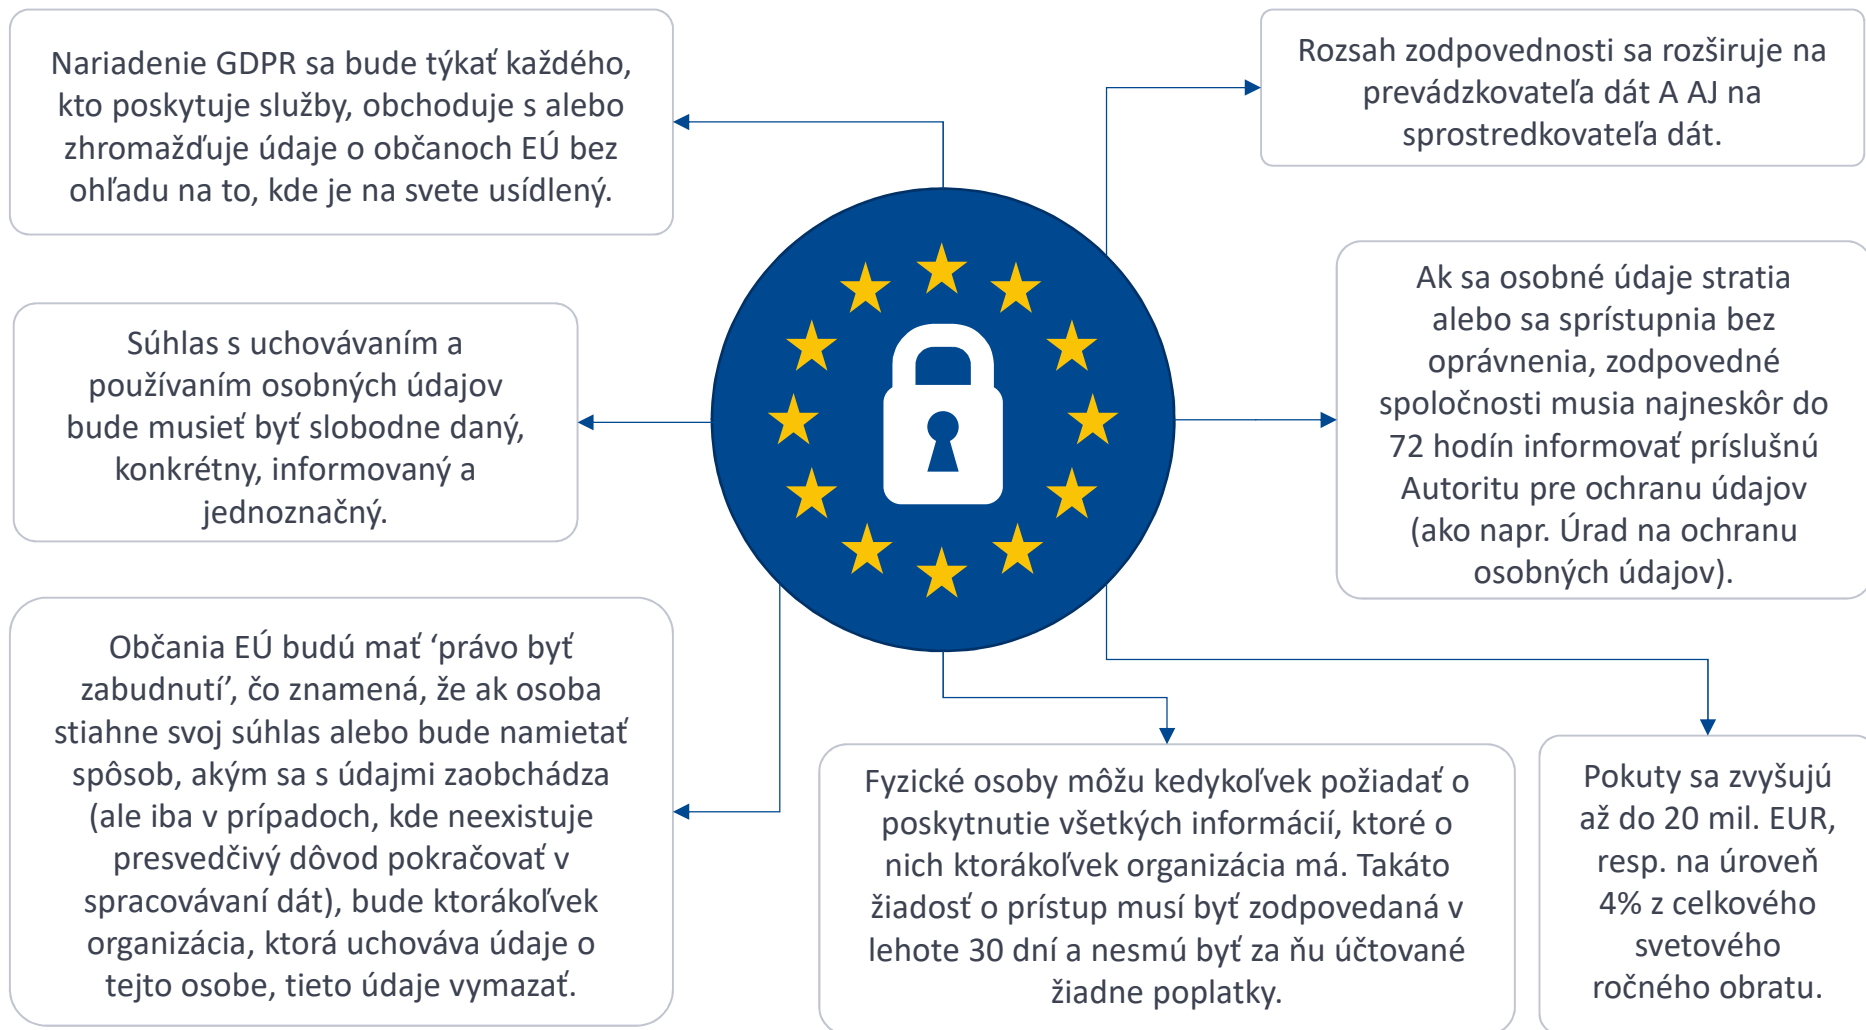 Nariadenie GDPR sa bude týkať každého,
kto poskytuje služby, obchoduje s alebo
zhromažďuje údaje o občanoch EÚ bez
ohľadu na to, kde je na svete usídlený.
Rozsah zodpovednosti sa rozširuje na
prevádzkovateľa dát A AJ na
sprostredkovateľa dát.
Súhlas s uchovávaním a
používaním osobných údajov
bude musieť byť slobodne daný,
konkrétny, informovaný a
jednoznačný.
Ak sa osobné údaje stratia
alebo sa sprístupnia bez
oprávnenia, zodpovedné
spoločnosti musia najneskôr do
72 hodín informovať príslušnú
Autoritu pre ochranu údajov
(ako napr. Úrad na ochranu
osobných údajov).
Občania EÚ budú mať ‘právo byť
zabudnutí’, čo znamená, že ak osoba
stiahne svoj súhlas alebo bude namietať
spôsob, akým sa s údajmi zaobchádza
(ale iba v prípadoch, kde neexistuje
presvedčivý dôvod pokračovať v
spracovávaní dát), bude ktorákoľvek
organizácia, ktorá uchováva údaje o
tejto osobe, tieto údaje vymazať.
Fyzické osoby môžu kedykoľvek požiadať o
poskytnutie všetkých informácií, ktoré o
nich ktorákoľvek organizácia má. Takáto
žiadosť o prístup musí byť zodpovedaná v
lehote 30 dní a nesmú byť za ňu účtované
žiadne poplatky.
Pokuty sa zvyšujú
až do 20 mil. EUR,
resp. na úroveň
4% z celkového
svetového
ročného obratu.